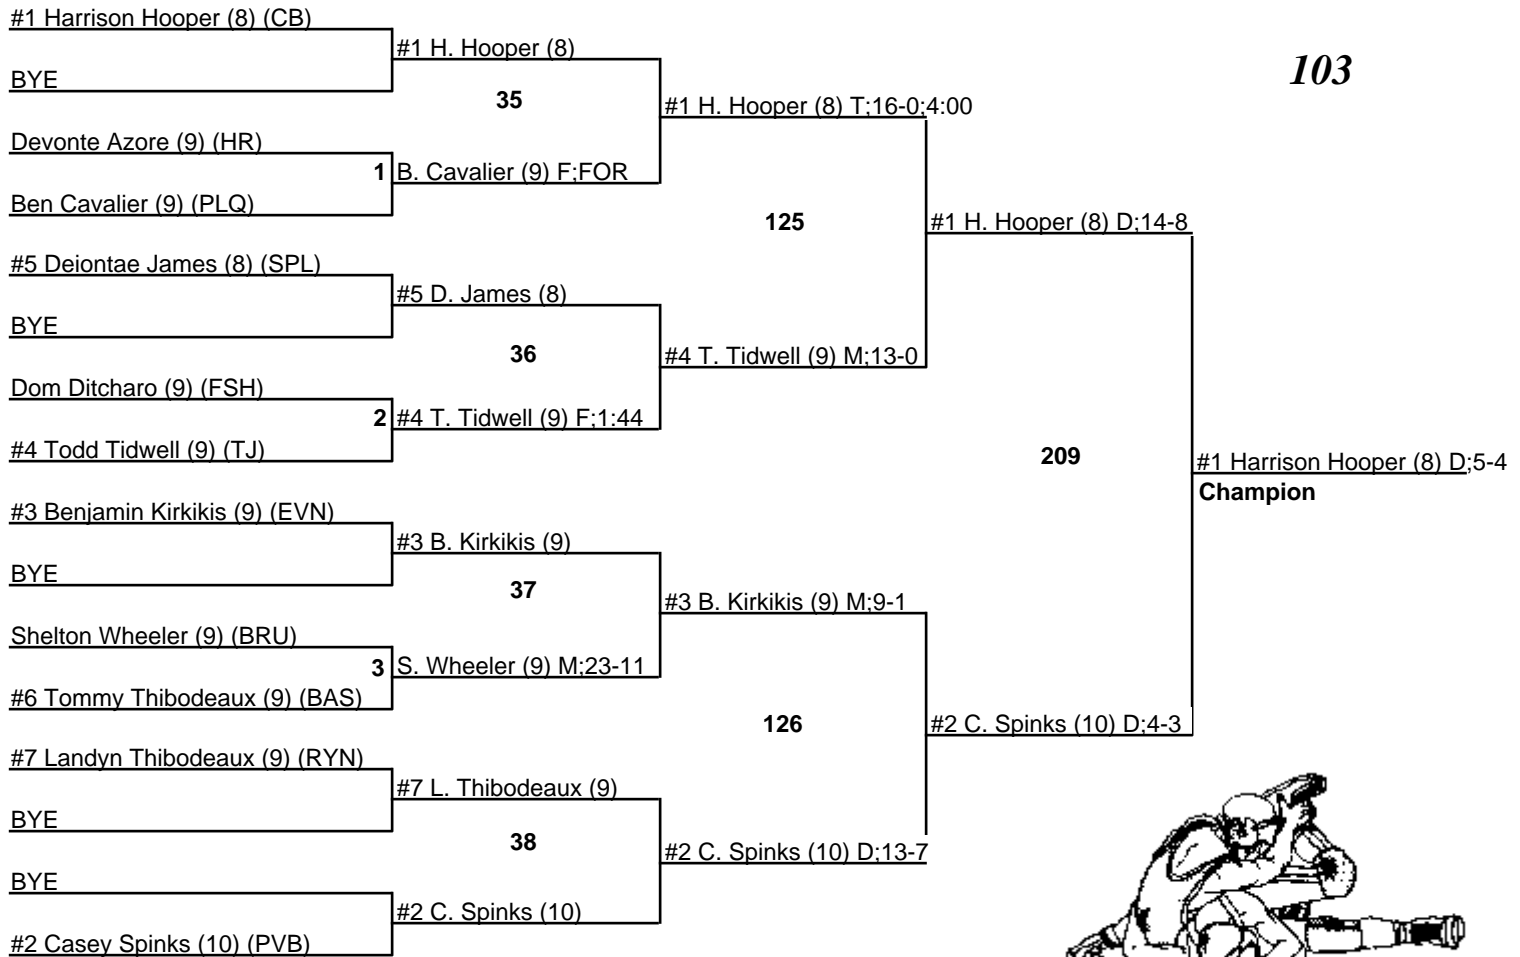 #1 Harrison Hooper (8) (CB)
BYE
Devonte Azore (9) (HR)
Ben Cavalier (9) (PLQ)
#5 Deiontae James (8) (SPL)
BYE
Dom Ditcharo (9) (FSH)
#4 Todd Tidwell (9) (TJ)
#3 Benjamin Kirkikis (9) (EVN)
BYE
Shelton Wheeler (9) (BRU)
#6 Tommy Thibodeaux (9) (BAS)
#7 Landyn Thibodeaux (9) (RYN)
BYE
BYE
#2 Casey Spinks (10) (PVB)
#1 H. Hooper (8)
35
1 B. Cavalier (9) F;FOR
#5 D. James (8)
36
2 #4 T. Tidwell (9) F;1:44
#3 B. Kirkikis (9)
37
3 S. Wheeler (9) M;23-11
#7 L. Thibodeaux (9)
38
#2 C. Spinks (10)
#1 H. Hooper (8) T;16-0;4:00
125
#4 T. Tidwell (9) M;13-0
#3 B. Kirkikis (9) M;9-1
126
#2 C. Spinks (10) D;13-7
#1 H. Hooper (8) D;14-8
209
#2 C. Spinks (10) D;4-3
103
#1 Harrison Hooper (8) D;5-4
Champion